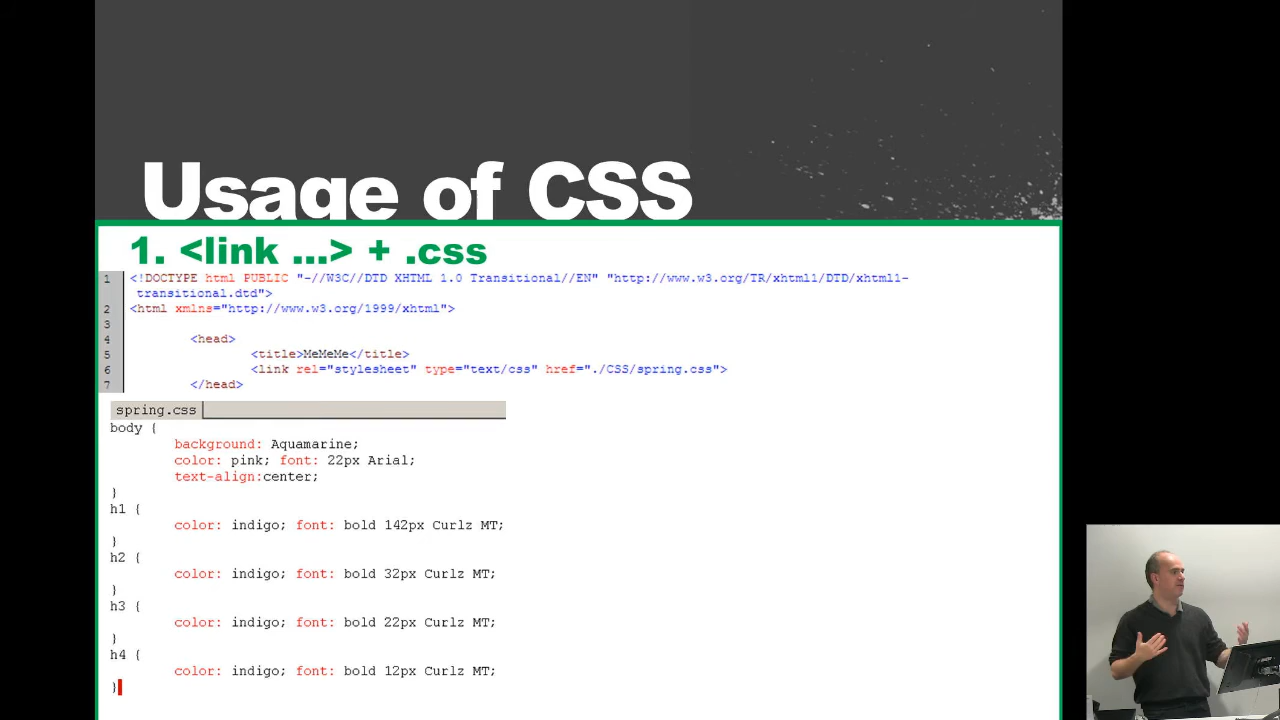 Usage of CSS
1. <link ...> + .css
1 <!DOCTYPE html PUBLIC "-//W3C//DTD XHTML 1.0 Transitional//EN" "http://www.w3.org/TR/xhtml1/DTD/xhtml1-
transitional.dtd">
2 <html xmlns="http://www.w3.org/1999/xhtml">
3
4 <head>
5 <title>MeMeMe</title>
6 <link rel="stylesheet" type="text/css" href="./CSS/spring.css">
7 </head>
spring.css
body {
background: Aquamarine;
color: pink; font: 22px Arial;
text-align:center;
}
h1 {
color: indigo; font: bold 142px Curlz MT;
}
h2 {
color: indigo; font: bold 32px Curlz MT;
}
h3 {
color: indigo; font: bold 22px Curlz MT;
}
h4 {
color: indigo; font: bold 12px Curlz MT;
}